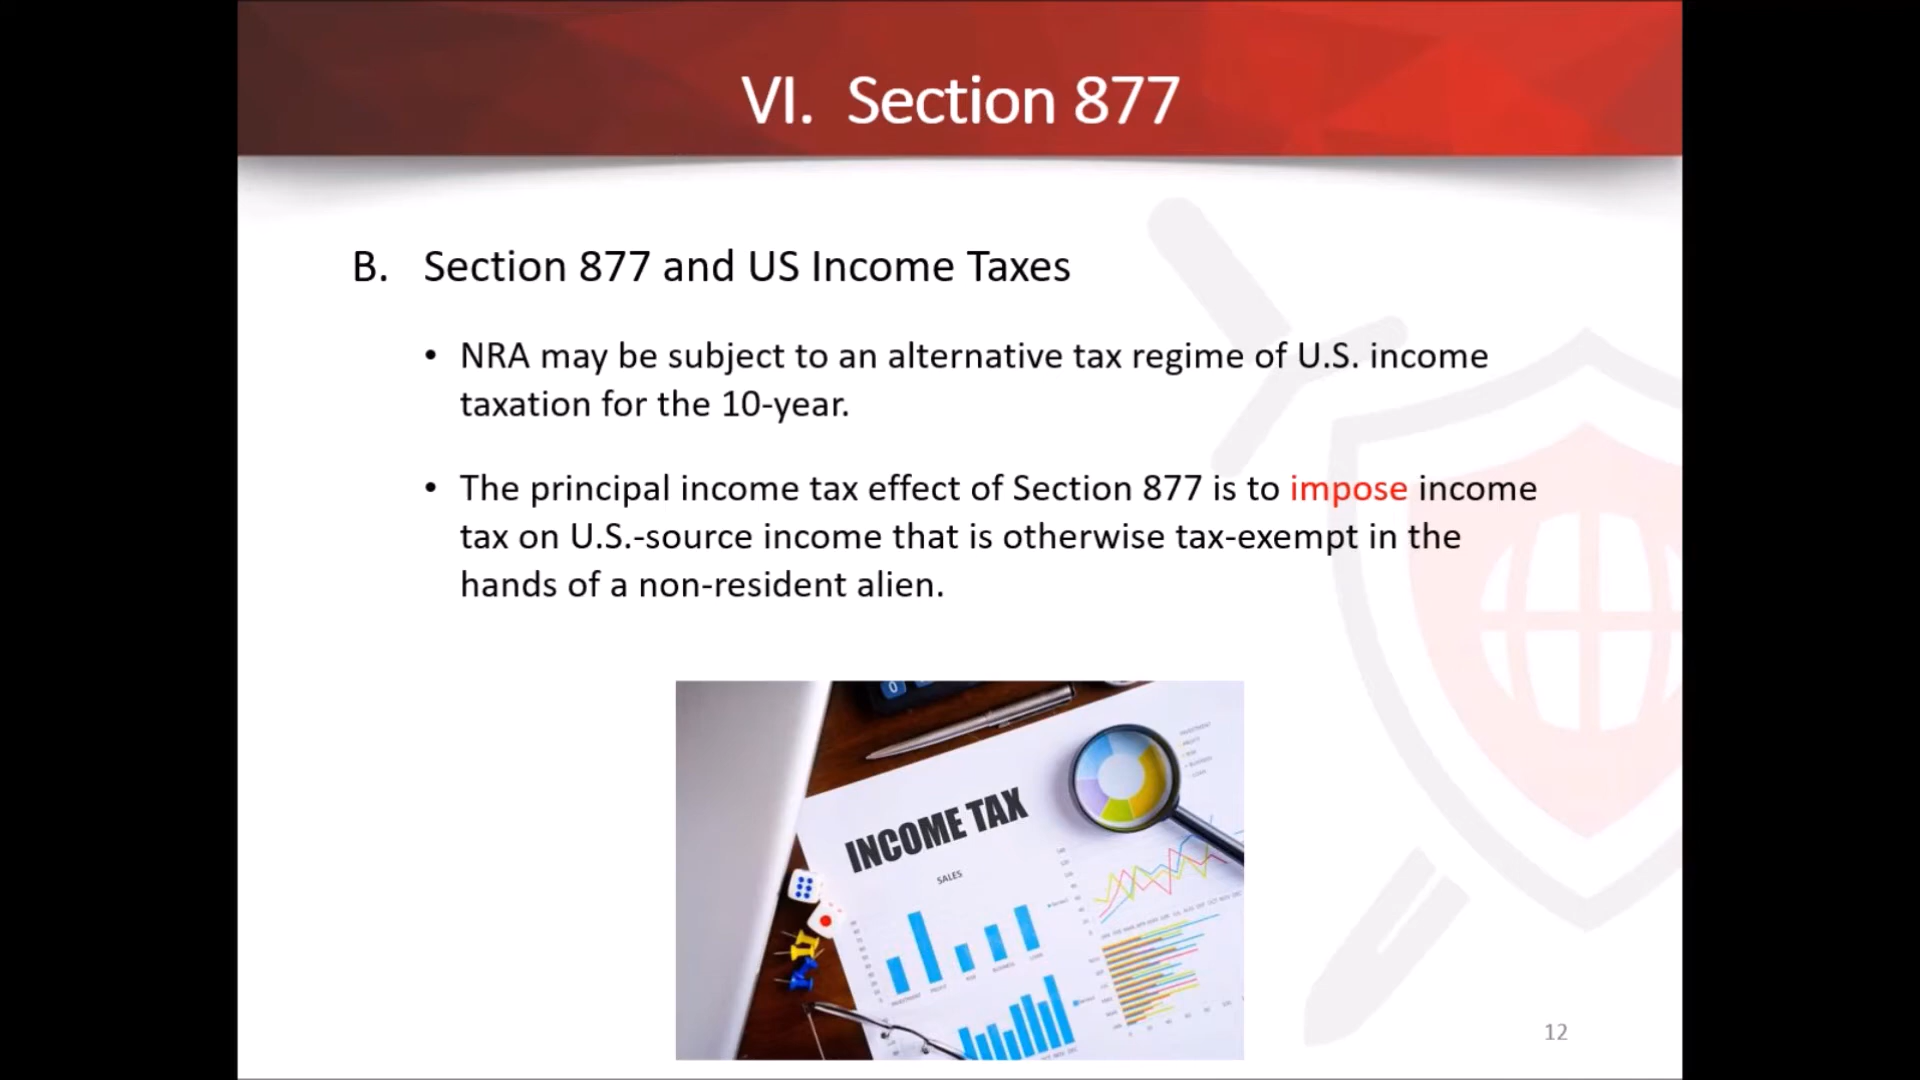 VI. Section 877
B. Section 877 and US Income Taxes
• NRA may be subject to an alternative tax regime of U.S. income
taxation for the 10-year.
• The principal income tax effect of Section 877 is to impose income
tax on U.S.-source income that is otherwise tax-exempt in the
hands of a non-resident alien.
INCOME TAX
SALES
12